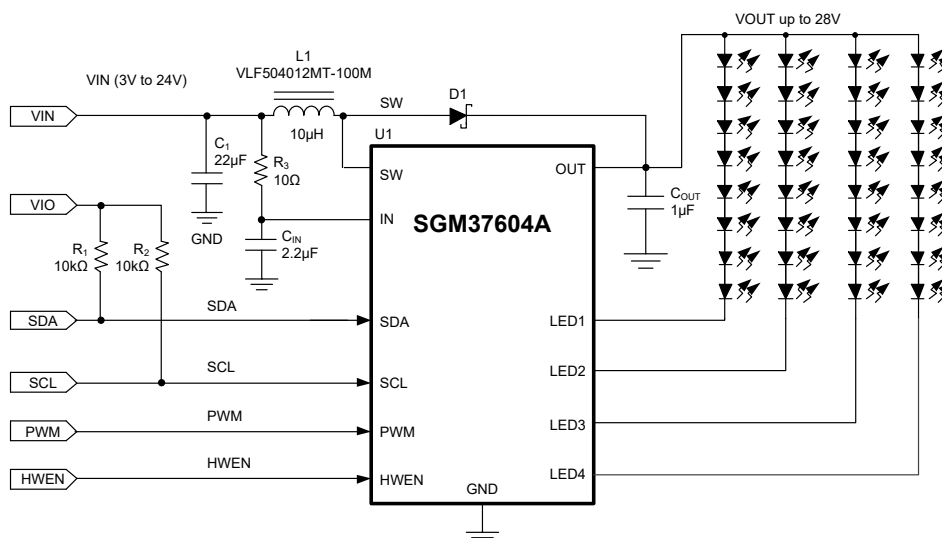 VOUT up to 28V
L1
VLF504012MT-100M
VIN (3V to 24V)
VIN
SW
D1
10μH
U1
C1
22μF
R3
10Ω
SW
OUT
VIO
GND
IN
SGM37604A
COUT
1μF
R1
10kΩ
R2
10kΩ
CIN
2.2μF
SDA
SDA
SDA
LED1
SCL
SCL
SCL
LED2
PWM
PWM
PWM
LED3
HWEN
HWEN
HWEN
LED4
GND